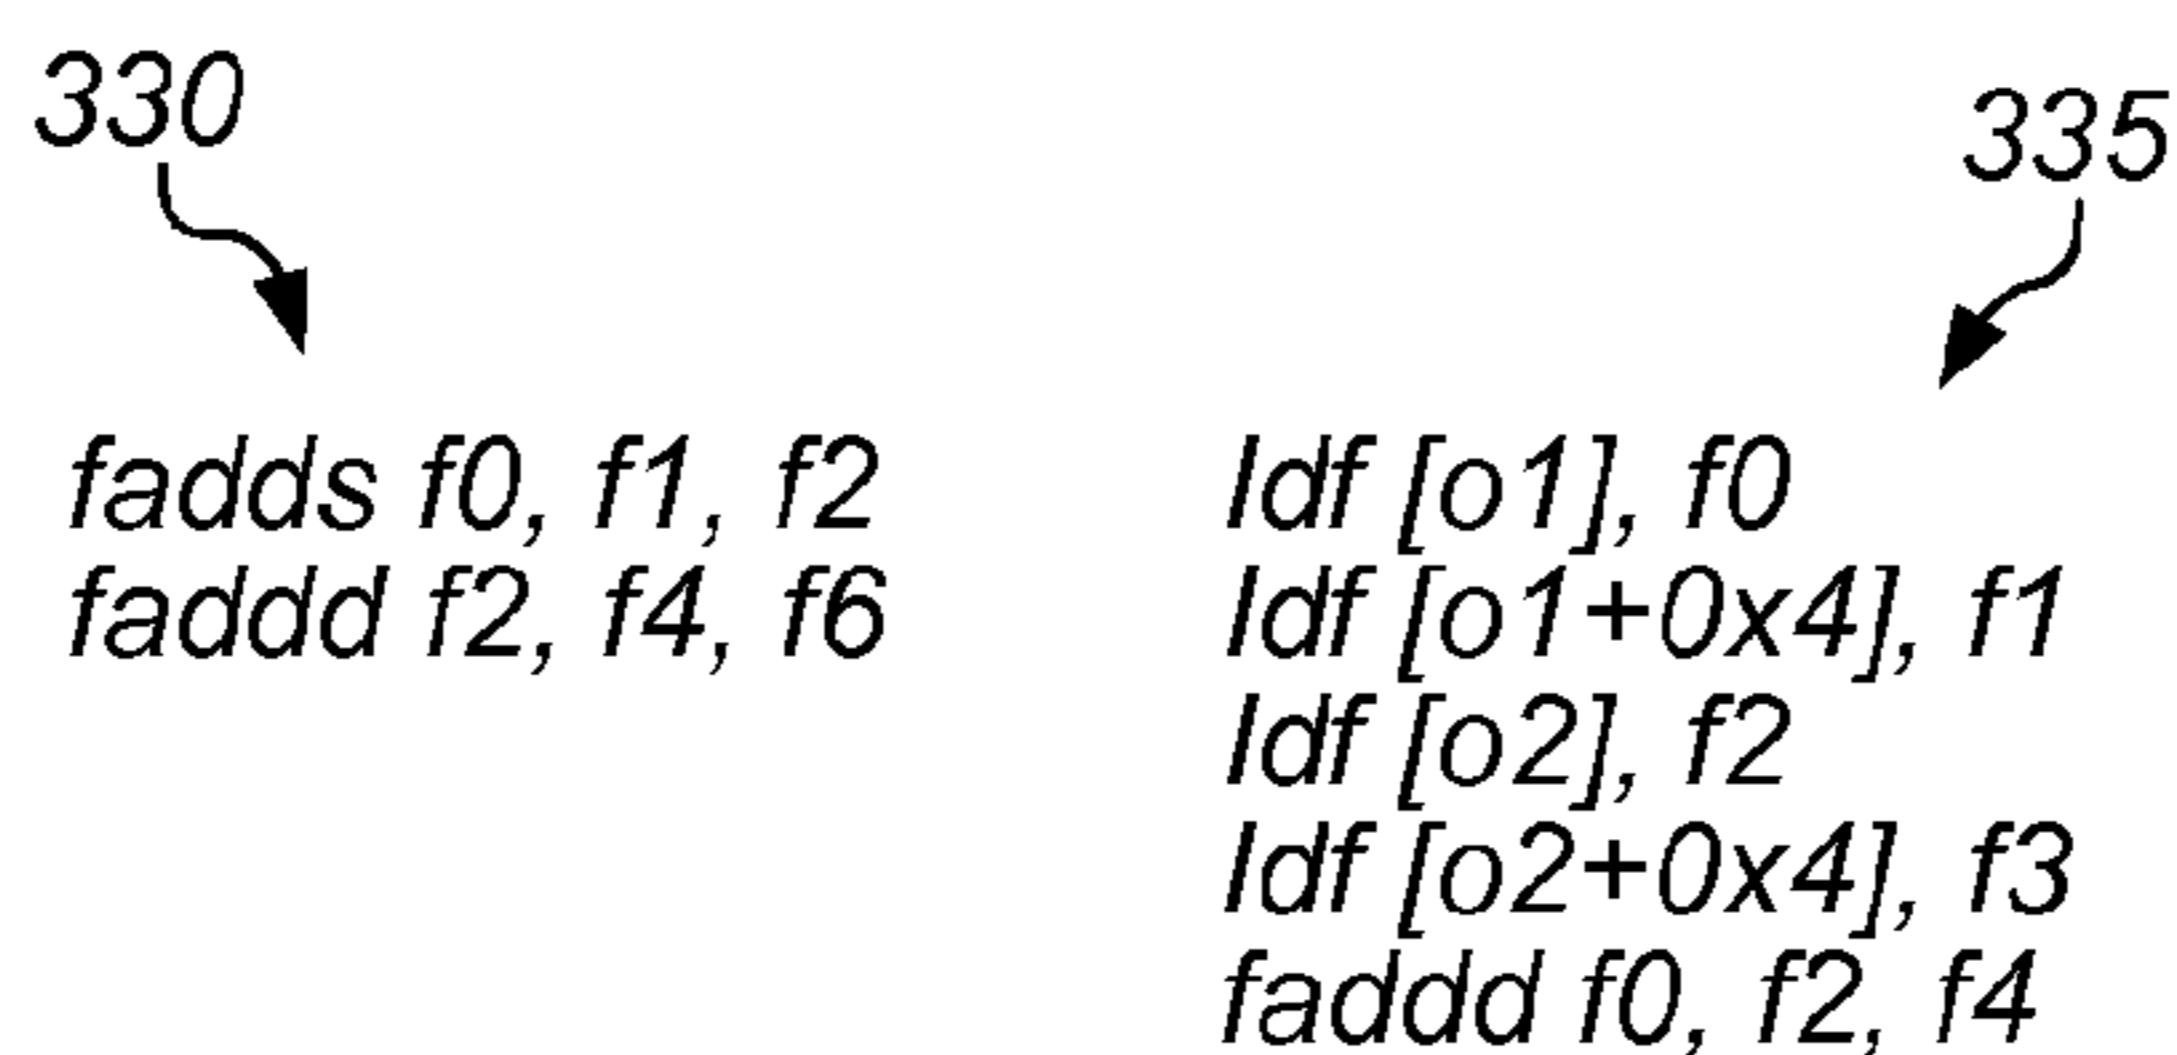 330
335
fadds f0, f1, f2
faddd f2, f4, f6
ldf [o1], f0
ldf [o1+0x4], f1
ldf [o2], f2
ldf [o2+0x4], f3
faddd f0, f2, f4